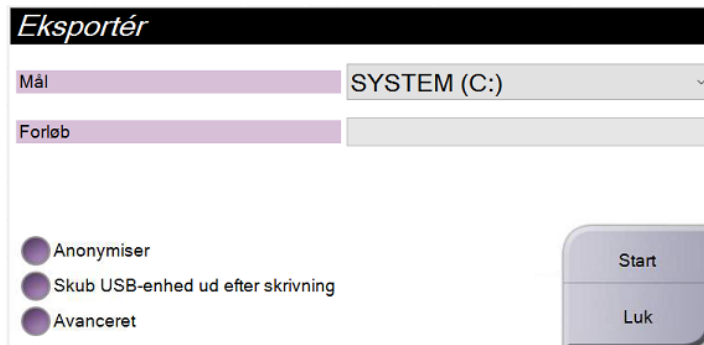 Eksportér
Mål
SYSTEM (C:)
Forløb
Anonymiser
Skub USB-enhed ud efter skrivning
Avanceret
Start
Luk